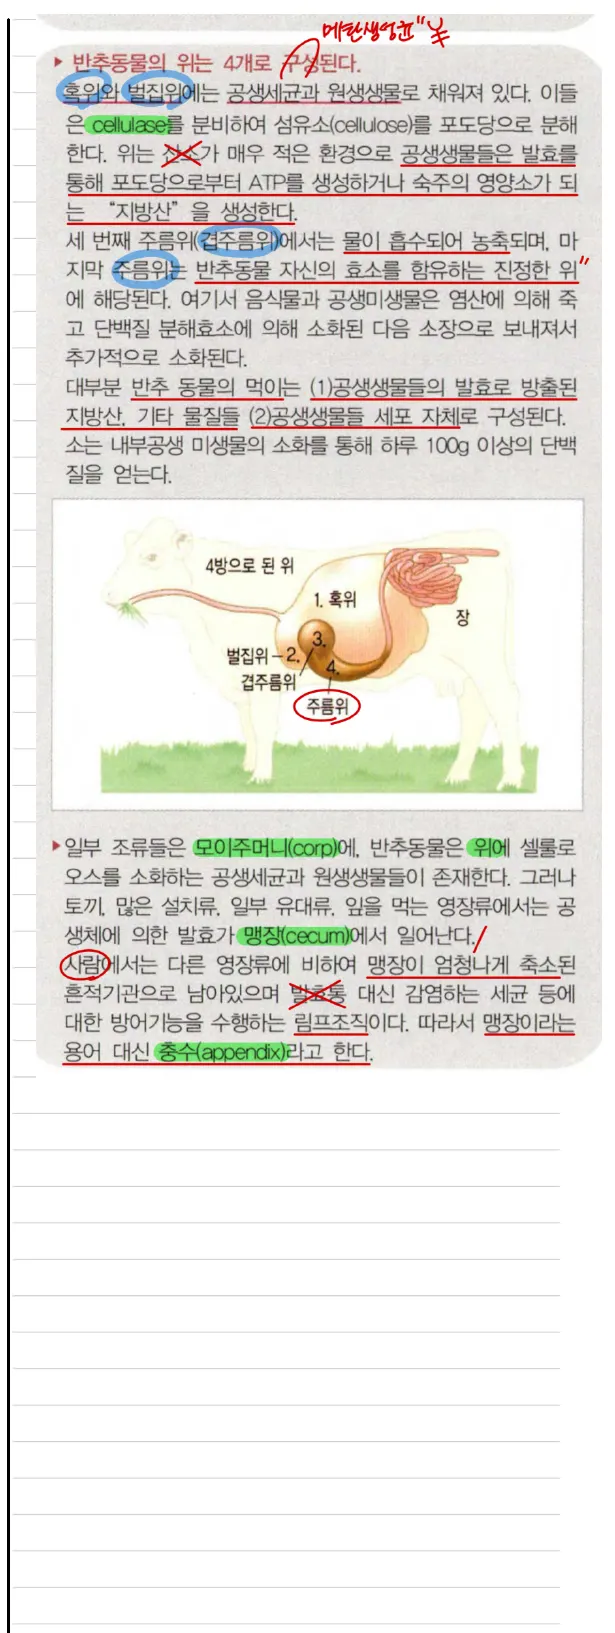 메탄생성균"
▶ 반추동물의 위는 4개로 구성된다.
혹위와 벌집위에는 공생세균과 원생생물로 채워져 있다. 이들
은 cellulase를 분비하여 섬유소(cellulose)를 포도당으로 분해
한다. 위는 산소가 매우 적은 환경으로 공생생물들은 발효를
통해 포도당으로부터 ATP를 생성하거나 숙주의 영양소가 되
는 “지방산”을 생성한다.
세 번째 주름위(겹주름위)에서는 물이 흡수되어 농축되며, 마
지막 주름위는 반추동물 자신의 효소를 함유하는 진정한 위"
에 해당된다. 여기서 음식물과 공생미생물은 염산에 의해 죽
고 단백질 분해효소에 의해 소화된 다음 소장으로 보내져서
추가적으로 소화된다.
대부분 반추 동물의 먹이는 (1)공생생물들의 발효로 방출된
지방산, 기타 물질들 (2)공생생물들 세포 자체로 구성된다.
소는 내부공생 미생물의 소화를 통해 하루 100g 이상의 단백
질을 얻는다.
4방으로 된 위
1. 혹위
장
3.
벌집위 2.
겹주름위
4.
주름위
▶일부 조류들은 모이주머니(corp)에, 반추동물은 위에 셀룰로
오스를 소화하는 공생세균과 원생생물들이 존재한다. 그러나
토끼, 많은 설치류, 일부 유대류, 잎을 먹는 영장류에서는 공
생체에 의한 발효가 맹장(cecum)에서 일어난다.
사람에서는 다른 영장류에 비하여 맹장이 엄청나게 축소된
흔적기관으로 남아있으며 발효통 대신 감염하는 세균 등에
대한 방어기능을 수행하는 림프조직이다. 따라서 맹장이라는
용어 대신 충수(appendix)라고 한다.